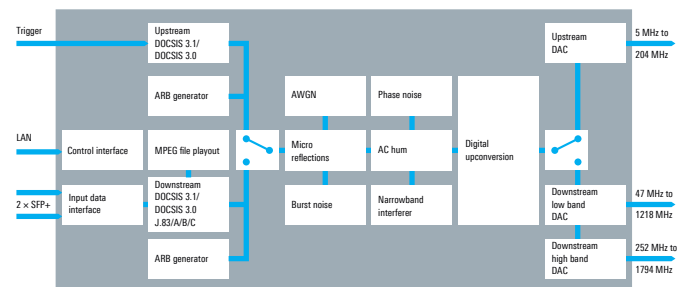 Trigger
Upstream
DOCSIS 3.1/
DOCSIS 3.0
Upstream
DAC
5 MHz to
204 MHz
ARB generator
AWGN
Phase noise
LAN
Control interface
MPEG file playout
Micro
reflections
AC hum
Digital
upconversion
2 × SFP+
Input data
interface
Downstream
DOCSIS 3.1/
DOCSIS 3.0
J.83/A/B/C
Burst noise
Narrowband
interferer
Downstream
low band
DAC
47 MHz to
1218 MHz
ARB generator
Downstream
high band
DAC
252 MHz to
1794 MHz